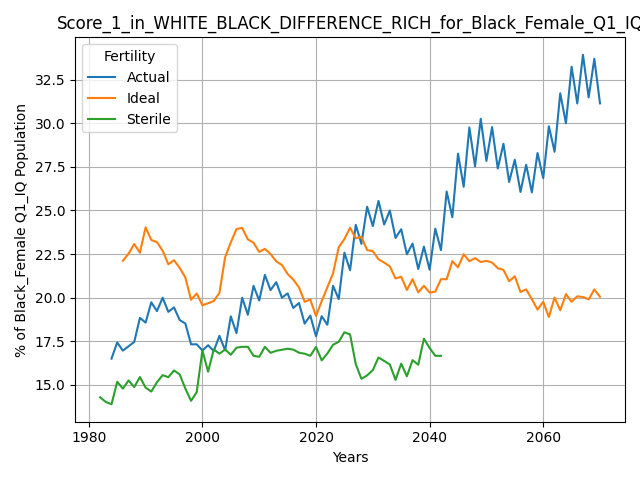 Score_1_in_WHITE_BLACK_DIFFERENCE_RICH_for_Black_Female_Q1_IQ
Fertility
Actual
Ideal
Sterile
% of Black_Female Q1_IQ Population
32.5
30.0
27.5
25.0
22.5
20.0
17.5
15.0
1980
2000
2020
2040
2060
Years